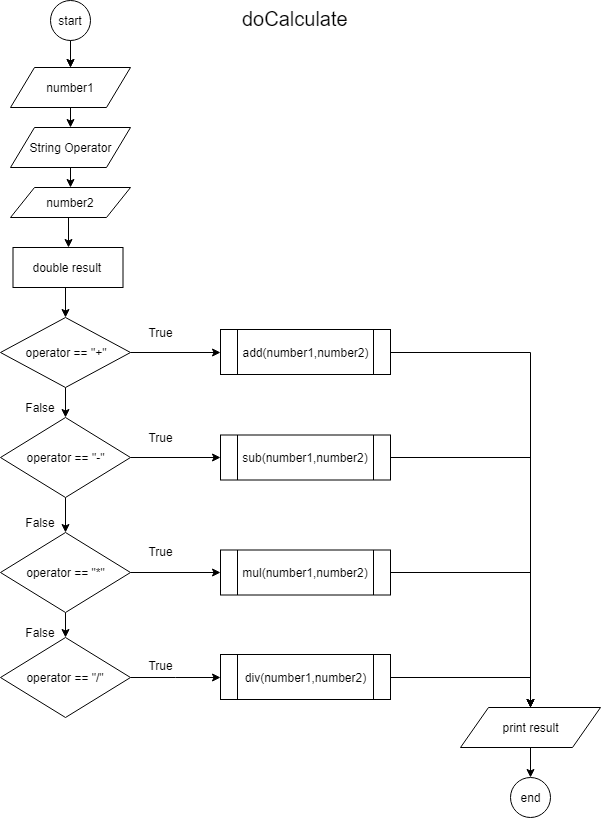 start
doCalculate
number1
String Operator
number2
double result
operator == "+"
True
add(number1,number2)
False
operator == "-"
True
sub(number1,number2)
False
operator == "*"
True
mul(number1,number2)
False
operator == "/"
True
div(number1,number2)
print result
end